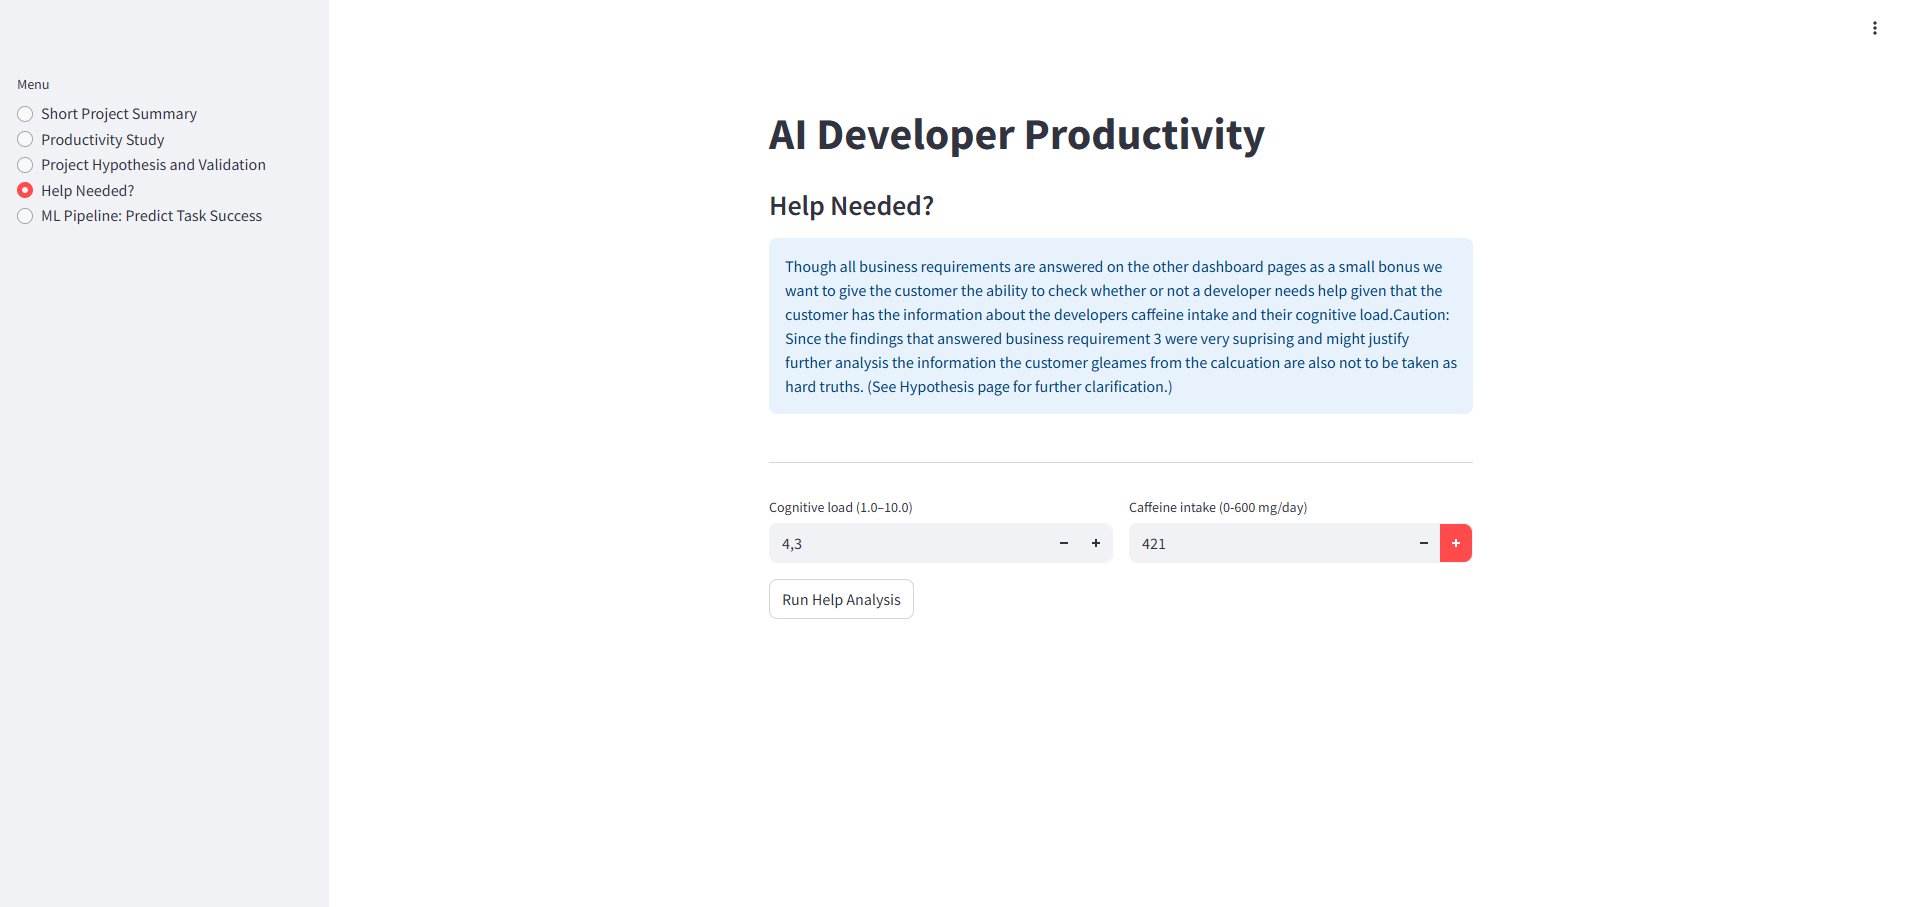 Menu
Short Project Summary
Productivity Study
Project Hypothesis and Validation
Help Needed?
ML Pipeline: Predict Task Success
AI Developer Productivity
Help Needed?
Though all business requirements are answered on the other dashboard pages as a small bonus we
want to give the customer the ability to check whether or not a developer needs help given that the
customer has the information about the developers caffeine intake and their cognitive load.Caution:
Since the findings that answered business requirement 3 were very suprising and might justify
further analysis the information the customer gleames from the calcuation are also not to be taken as
hard truths. (See Hypothesis page for further clarification.)
Cognitive load (1.0–10.0)
4,3
Caffeine intake (0-600 mg/day)
421
Run Help Analysis